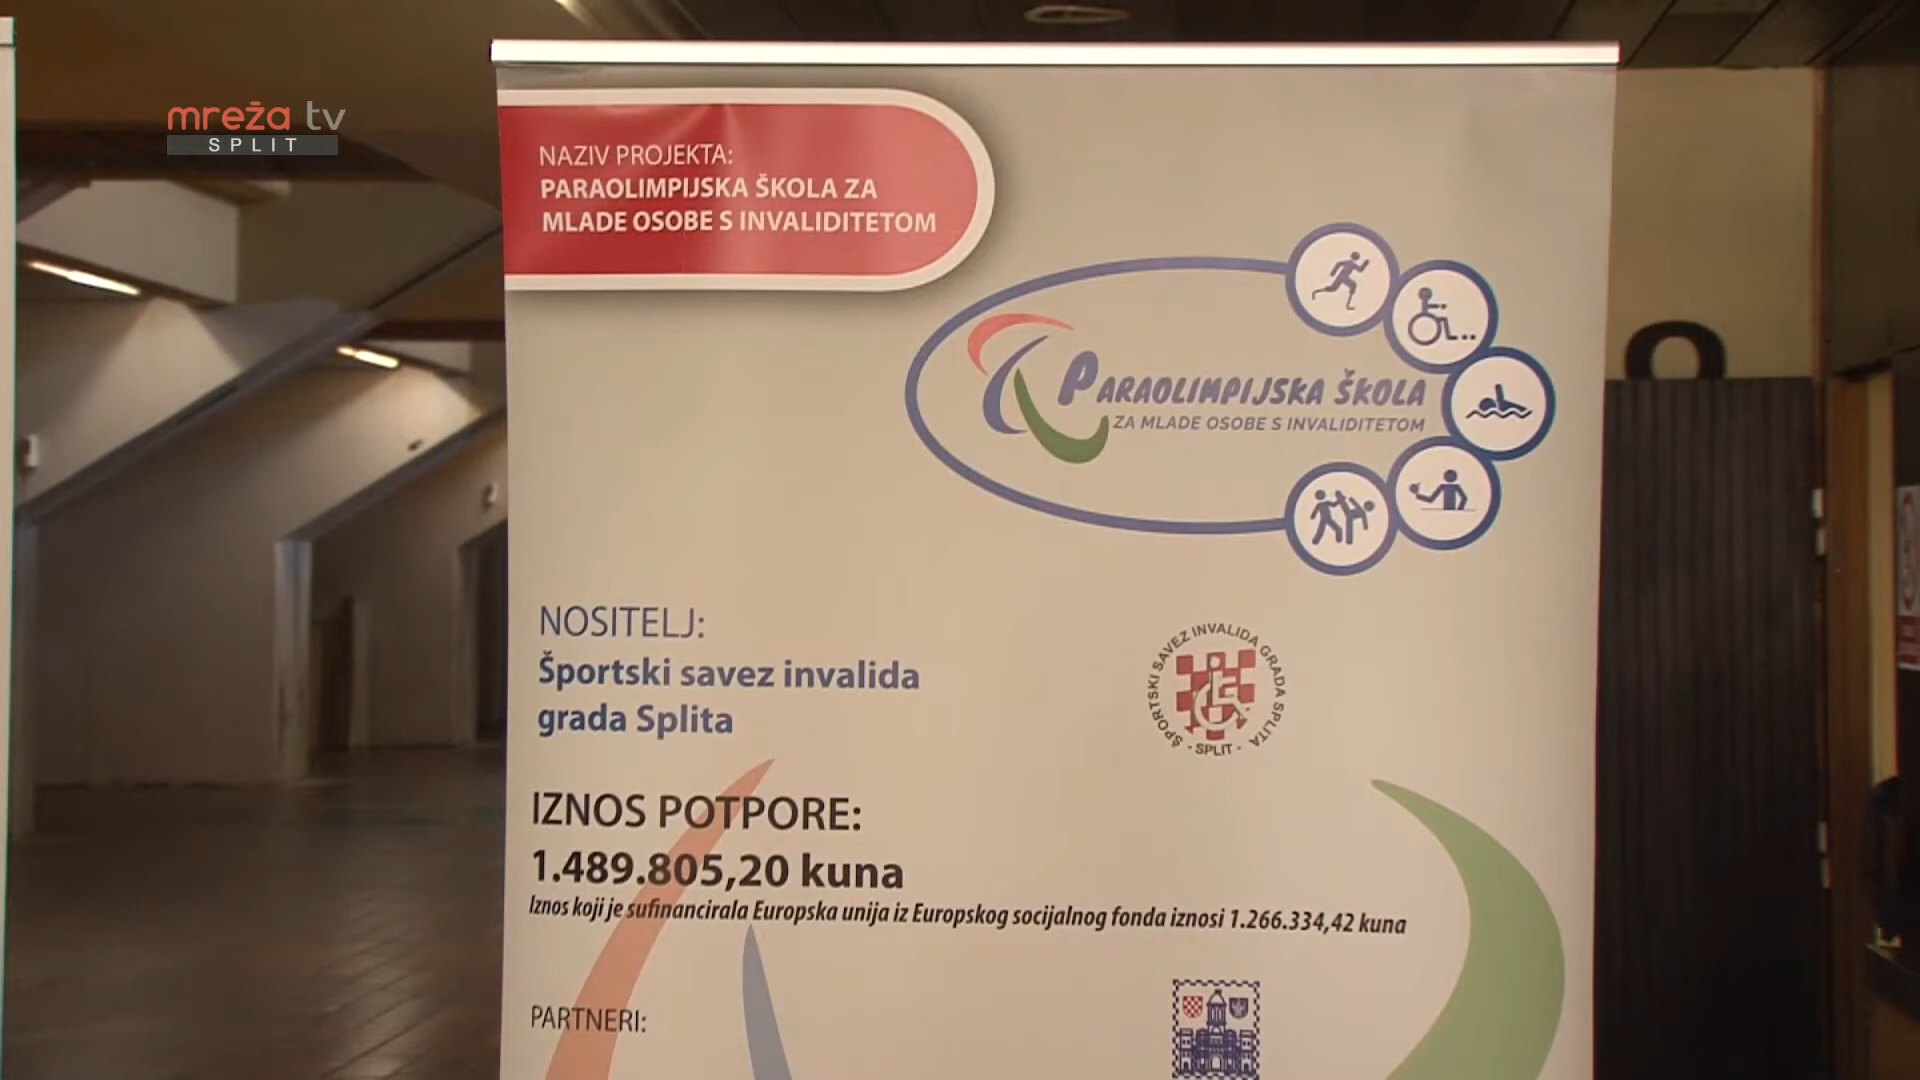 mreža tv
SPLIT
NAZIV PROJEKTA:
PARAOLIMPIJSKA ŠKOLA ZA
MLADE OSOBE S INVALIDITETOM
PARAOLIMPIJSKA ŠKOLA
ZA MLADE OSOBE S INVALIDITETOM
NOSITELJ:
Športski savez invalida
grada Splita
ŠPORTSKI SAVEZ INVALIDA GRADA SPLITA
- SPLIT -
IZNOS POTPORE:
1.489.805,20 kuna
Iznos koji je sufinancirala Europska unija iz Europskog socijalnog fonda iznosi 1.266.334,42 kuna
PARTNERI: